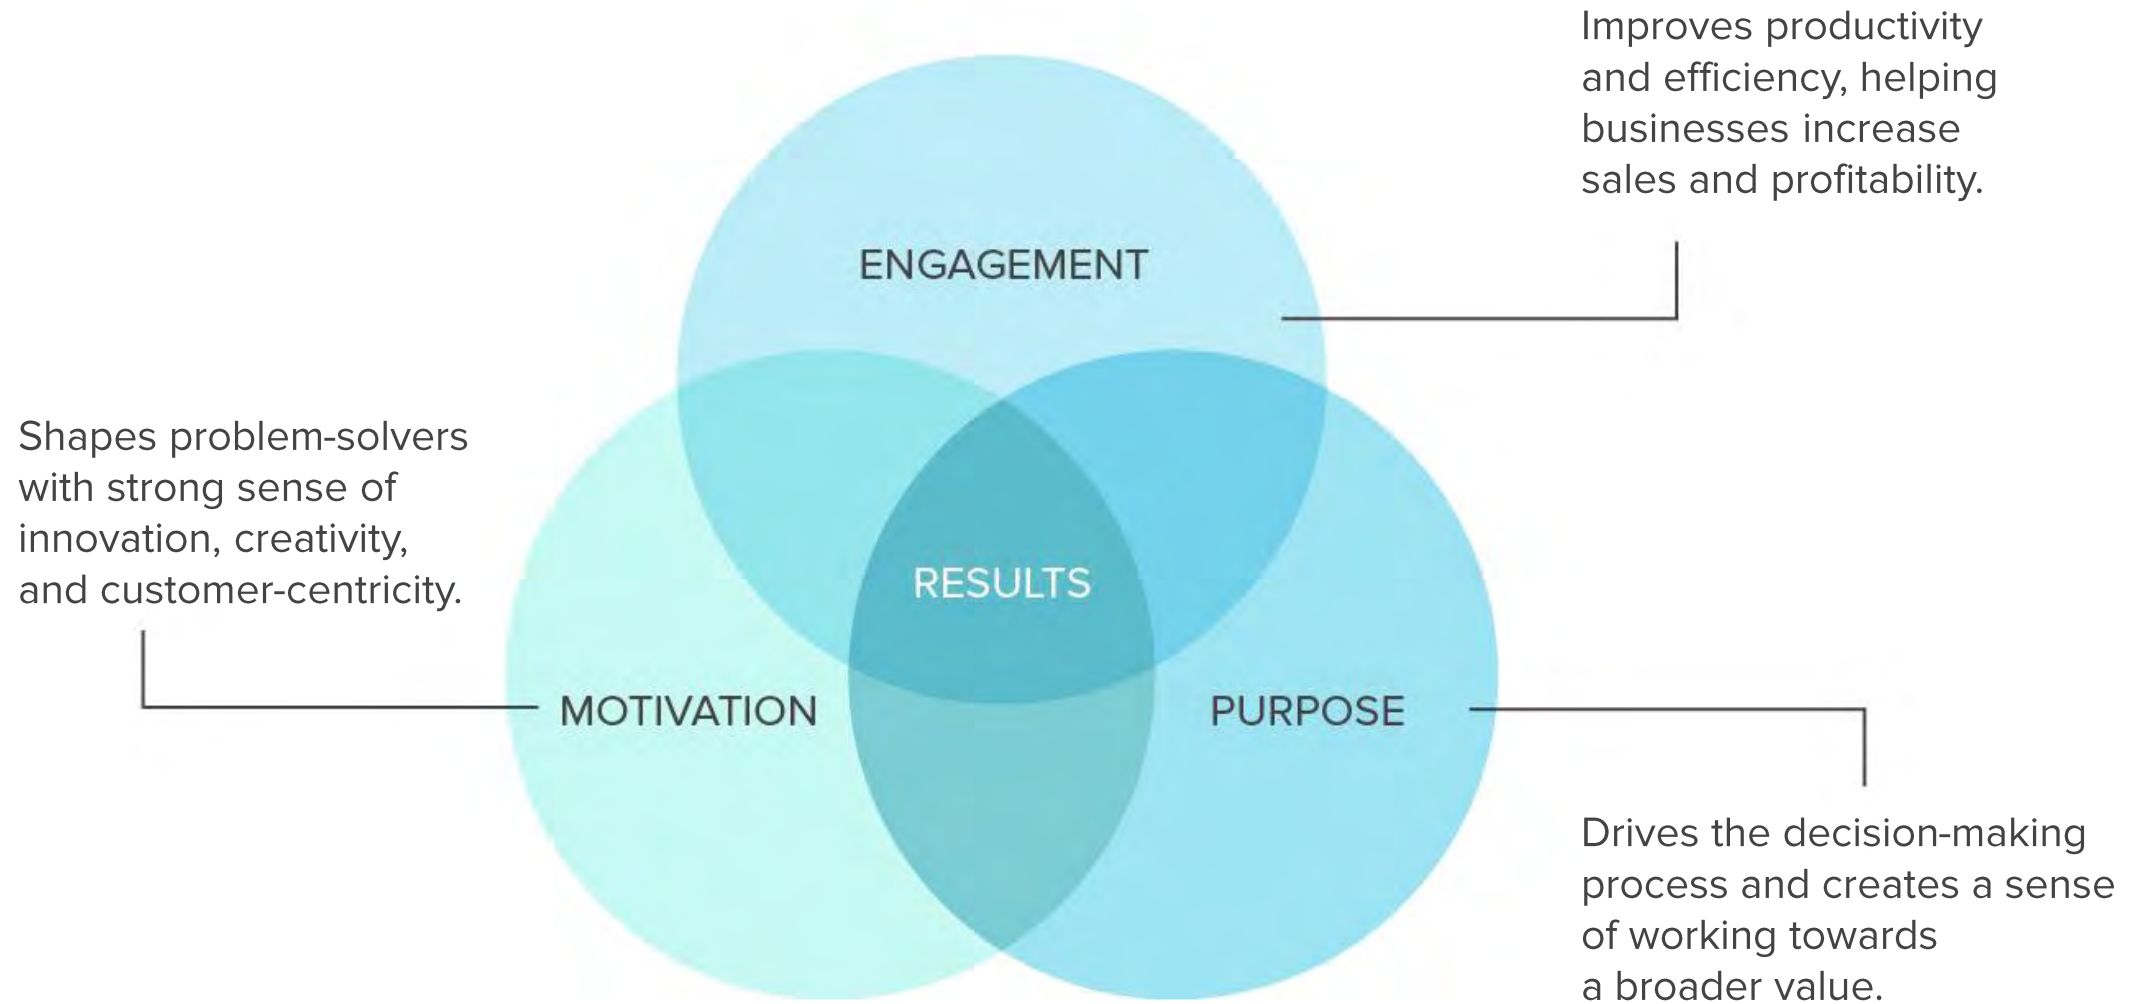 Improves productivity
and efficiency, helping
businesses increase
sales and profitability.
ENGAGEMENT
Shapes problem-solvers
with strong sense of
innovation, creativity,
and customer-centricity.
RESULTS
MOTIVATION
PURPOSE
Drives the decision-making
process and creates a sense
of working towards
a broader value.